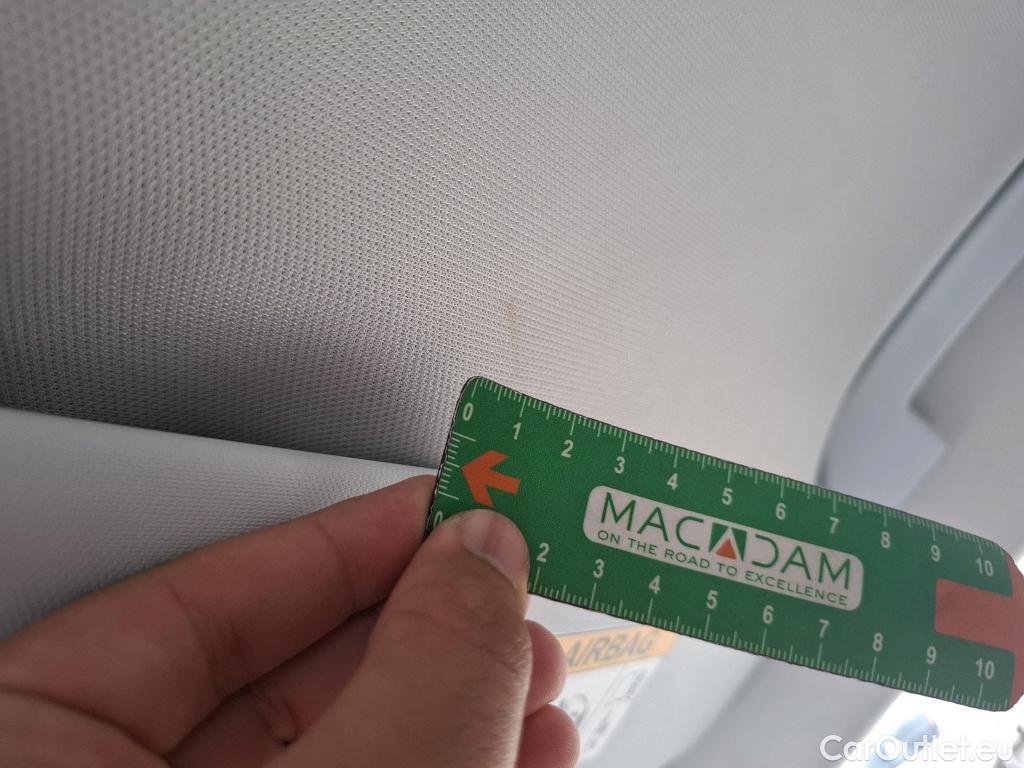 0 1 2 3 4 5 6 7 8 9 10
MACADAM
ON THE ROAD TO EXCELLENCE
0 2 3 4 5 6 7 8 9 10
AIRBAG
CarOutlet.eu